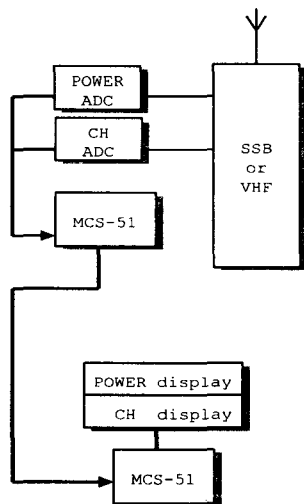 POWER
ADC
CH
ADC
SSB
or
VHF
MCS-51
POWER display
CH display
MCS-51